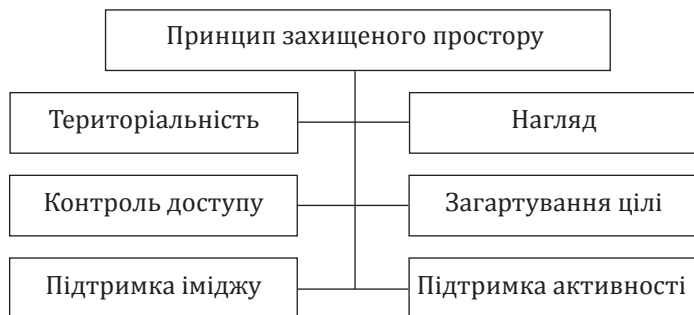 Принцип захищеного простору
Територіальність
Нагляд
Контроль доступу
Загартування цілі
Підтримка іміджу
Підтримка активності